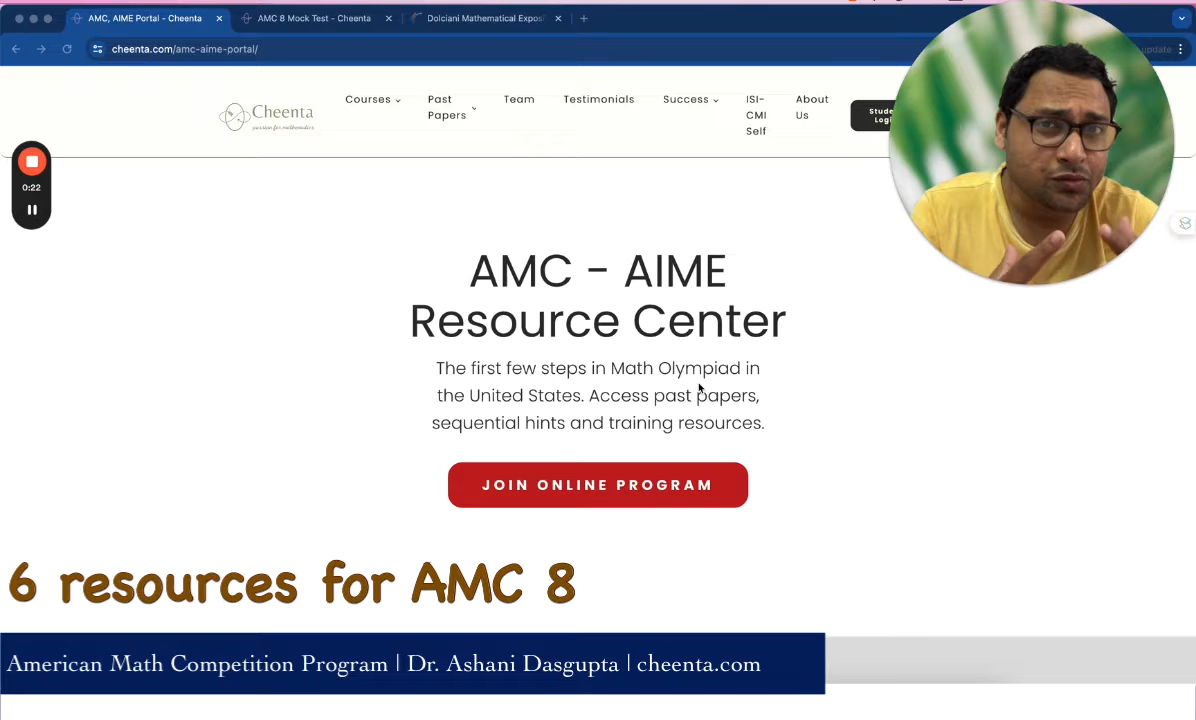 AMC, AIME Portal - Cheenta
AMC 8 Mock Test - Cheenta
Dolciani Mathematical Exposi
cheenta.com/amc-aime-portal/
update
Cheenta
passion for mathematics
Courses
Past
Papers
Team
Testimonials
Success
ISI-
CMI
Self
About
Us
Stude
Logi
0:22
AMC - AIME
Resource Center
The first few steps in Math Olympiad in
the United States. Access past papers,
sequential hints and training resources.
JOIN ONLINE PROGRAM
6 resources for AMC 8
American Math Competition Program | Dr. Ashani Dasgupta | cheenta.com